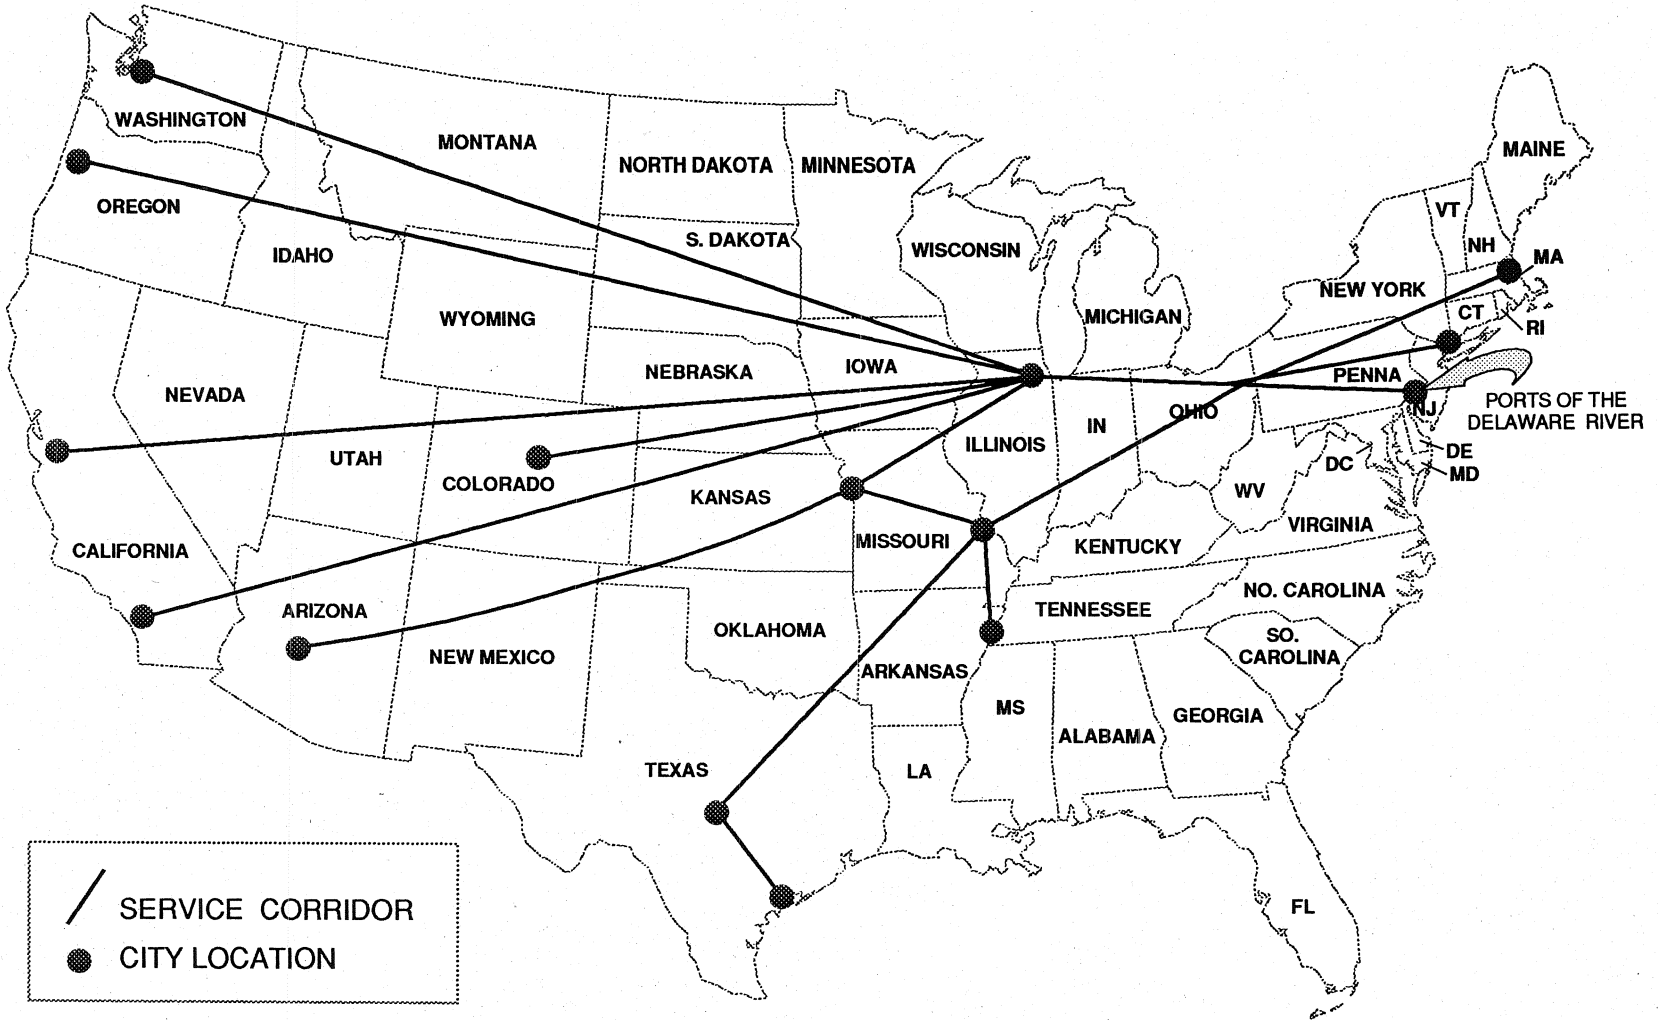 WASHINGTON
MONTANA
NORTH DAKOTA
MINNESOTA
MAINE
OREGON
IDAHO
S. DAKOTA
WISCONSIN
VT
NH
MA
WYOMING
MICHIGAN
NEW YORK
CT
RI
NEVADA
NEBRASKA
IOWA
PENNA
NJ
PORTS OF THE
DELAWARE RIVER
UTAH
COLORADO
KANSAS
ILLINOIS
IN
OHIO
DC
DE
MD
WV
VIRGINIA
CALIFORNIA
MISSOURI
KENTUCKY
ARIZONA
NEW MEXICO
OKLAHOMA
ARKANSAS
TENNESSEE
NO. CAROLINA
SO.
CAROLINA
MS
ALABAMA
GEORGIA
TEXAS
LA
FL
SERVICE CORRIDOR
CITY LOCATION